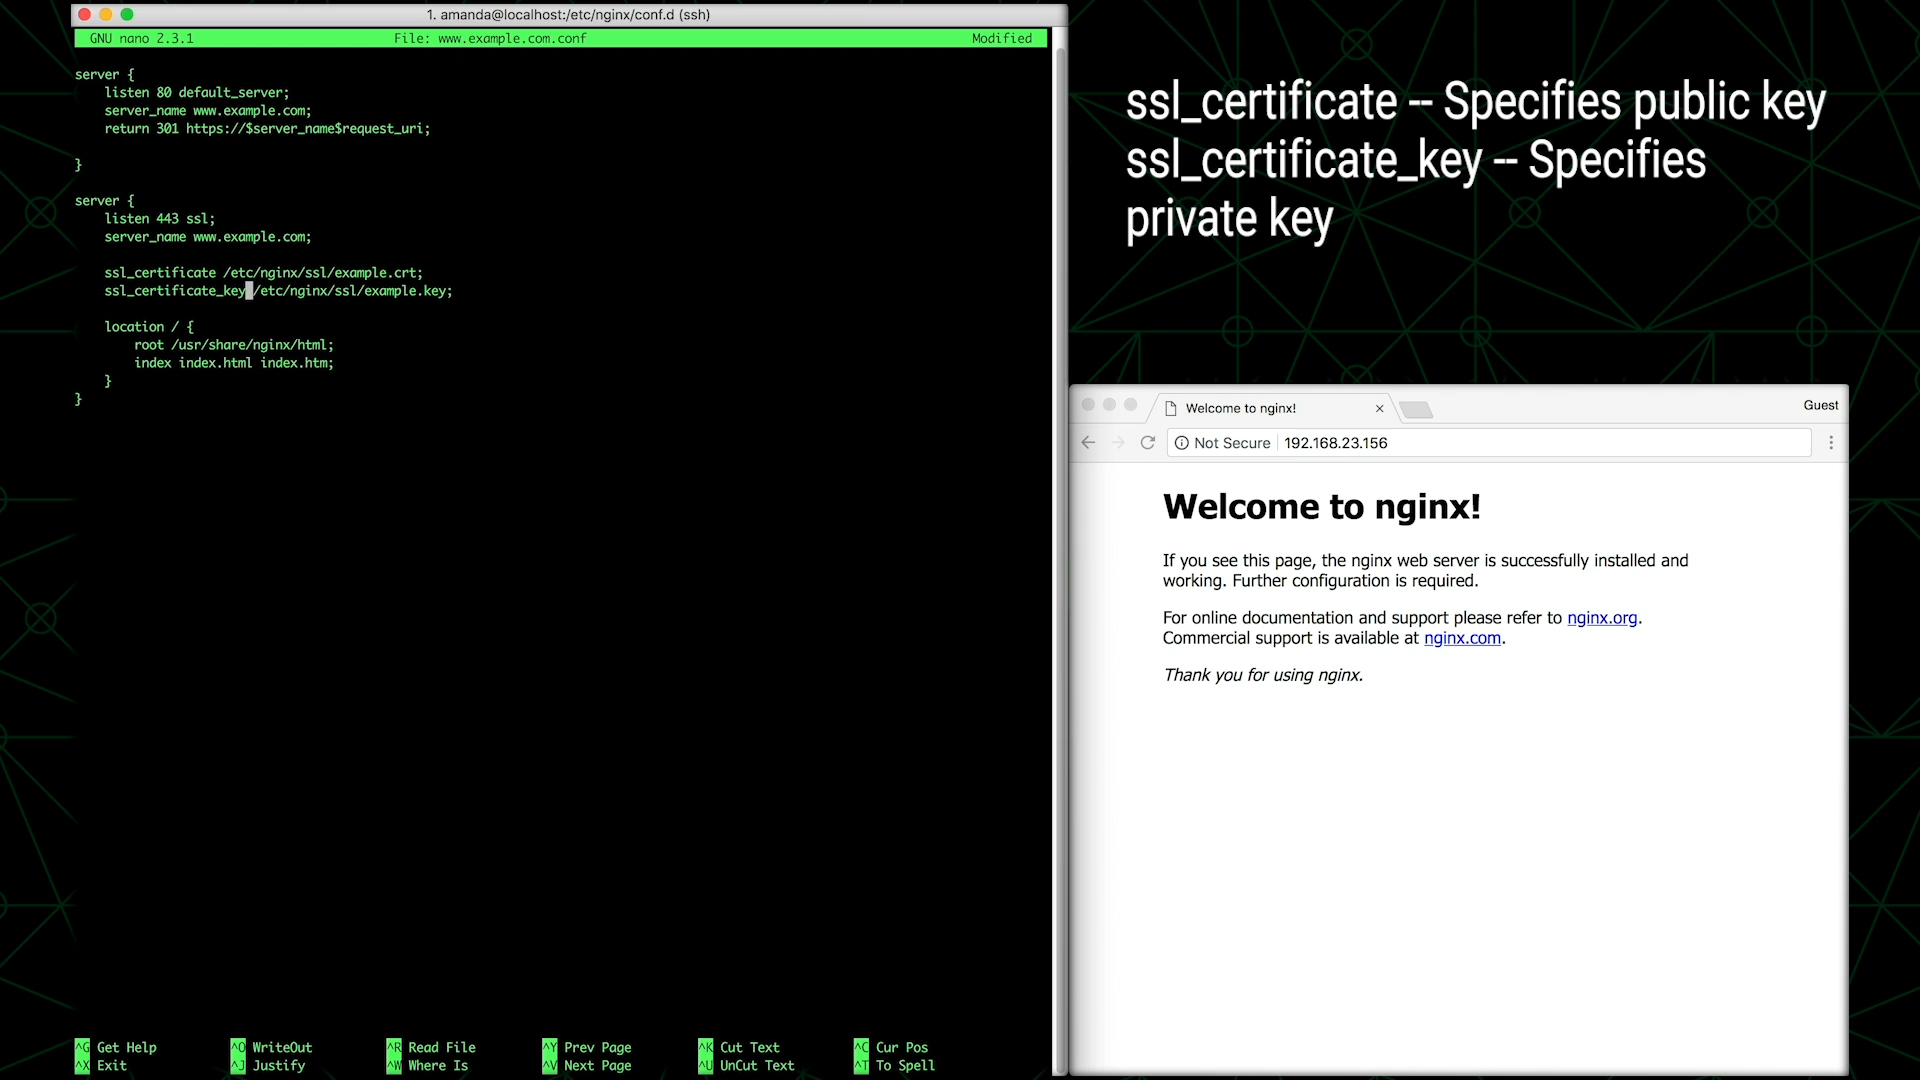 1. amanda@localhost:/etc/nginx/conf.d (ssh)
GNU nano 2.3.1 File: www.example.com.conf Modified
server {
    listen 80 default_server;
    server_name www.example.com;
    return 301 https://$server_name$request_uri;
}
server {
    listen 443 ssl;
    server_name www.example.com;
    ssl_certificate /etc/nginx/ssl/example.crt;
    ssl_certificate_key /etc/nginx/ssl/example.key;
    location / {
        root /usr/share/nginx/html;
        index index.html index.htm;
    }
}
^G Get Help ^O WriteOut ^R Read File ^Y Prev Page ^K Cut Text ^C Cur Pos
^X Exit ^J Justify ^W Where Is ^V Next Page ^U UnCut Text ^T To Spell
ssl_certificate -- Specifies public key
ssl_certificate_key -- Specifies
private key
Welcome to nginx! Guest
Not Secure 192.168.23.156
Welcome to nginx!
If you see this page, the nginx web server is successfully installed and
working. Further configuration is required.
For online documentation and support please refer to nginx.org.
Commercial support is available at nginx.com.
Thank you for using nginx.